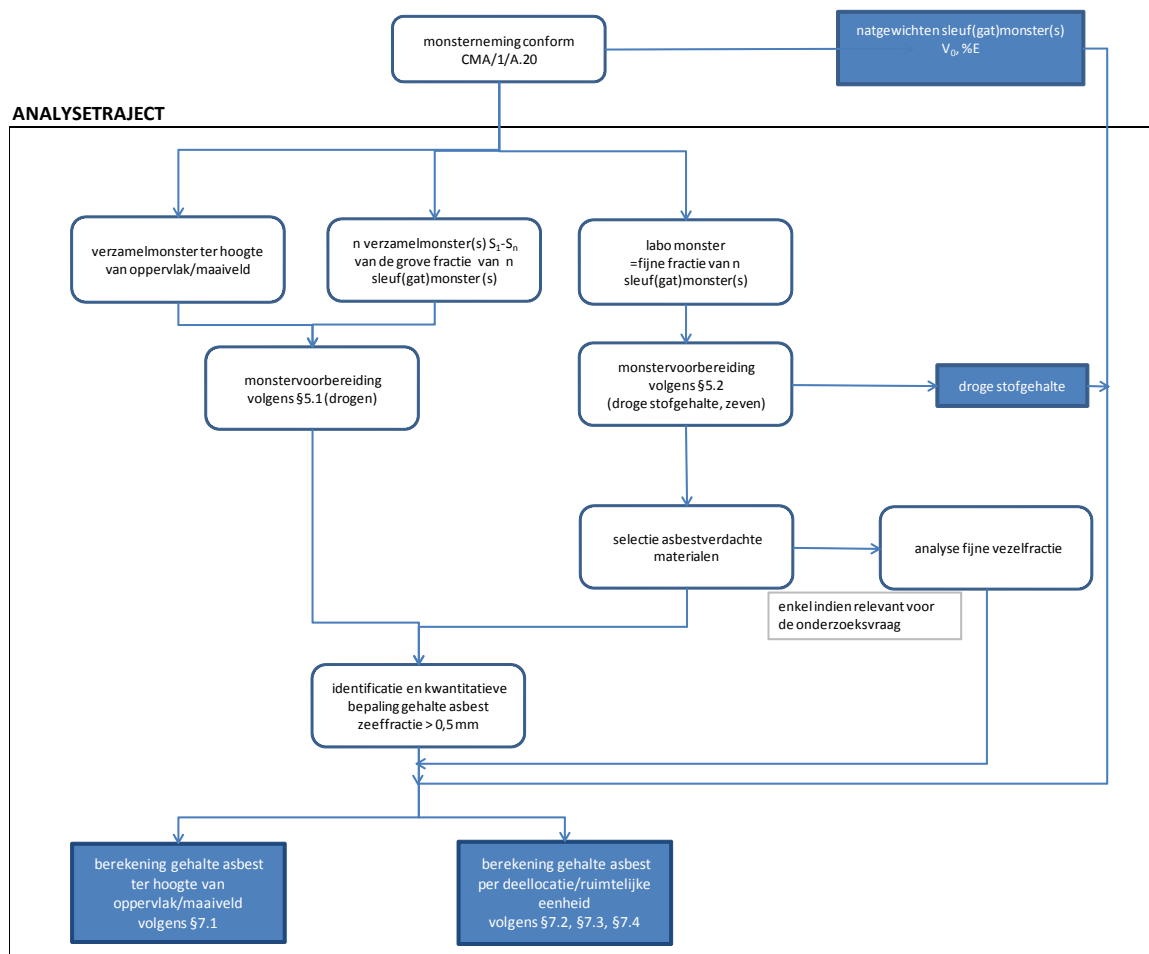 monsterneming conform
CMA/1/A.20
natgewichten sleuf(gat)monster(s)
V₀, %E
ANALYSETRAJECT
verzamelmonster ter hoogte
van oppervlak/maaiveld
n verzamelmonster(s) S₁-Sₙ
van de grove fractie van n
sleuf(gat)monster(s)
labo monster
=fijne fractie van n
sleuf(gat)monster(s)
monstervoorbereiding
volgens §5.1 (drogen)
monstervoorbereiding
volgens §5.2
(droge stofgehalte, zeven)
droge stofgehalte
selectie asbestverdachte
materialen
analyse fijne vezelfractie
enkel indien relevant voor
de onderzoeksvraag
identificatie en kwantitatieve
bepaling gehalte asbest
zeeffractie > 0,5 mm
berekening gehalte asbest
ter hoogte van
oppervlak/maaiveld
volgens §7.1
berekening gehalte asbest
per deellocatie/ruimtelijke
eenheid
volgens §7.2, §7.3, §7.4